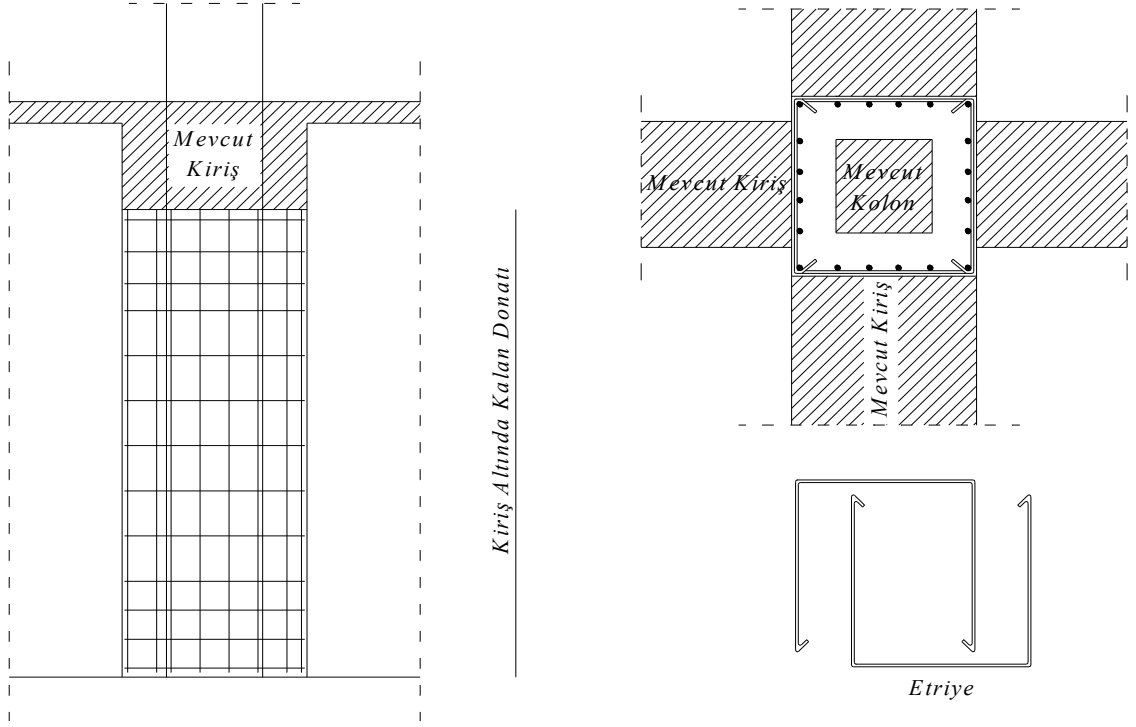 Mevcut
Kiriş
Kiriş Altında Kalan Donatı
Mevcut Kiriş
Mevcut
Kolon
Mevcut Kiriş
Etriye